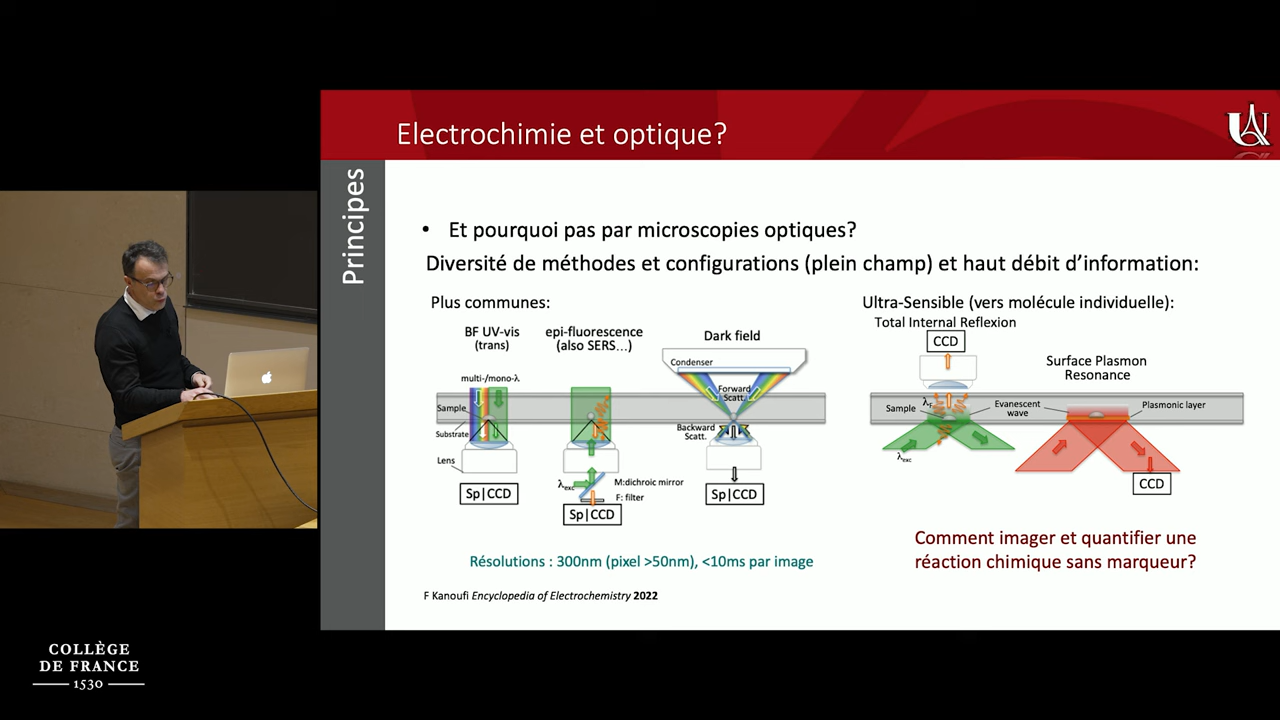 Electrochimie et optique?
Principes
• Et pourquoi pas par microscopies optiques?
Diversité de méthodes et configurations (plein champ) et haut débit d'information:
Plus communes:
BF UV-vis
(trans)
multi-/mono-λ
Sample
Substrate
Lens
Sp|CCD
epi-fluorescence
(also SERS…)
λexc
M:dichroic mirror
F: filter
Sp|CCD
Dark field
Condenser
Forward
Scatt.
Backward
Scatt.
Sp|CCD
Résolutions : 300nm (pixel >50nm), <10ms par image
F Kanoufi Encyclopedia of Electrochemistry 2022
Ultra-Sensible (vers molécule individuelle):
Total Internal Reflexion
CCD
λF
Sample
λexc
Evanescent
wave
Surface Plasmon
Resonance
Plasmonic layer
CCD
Comment imager et quantifier une
réaction chimique sans marqueur?
COLLÈGE
DE FRANCE
1530